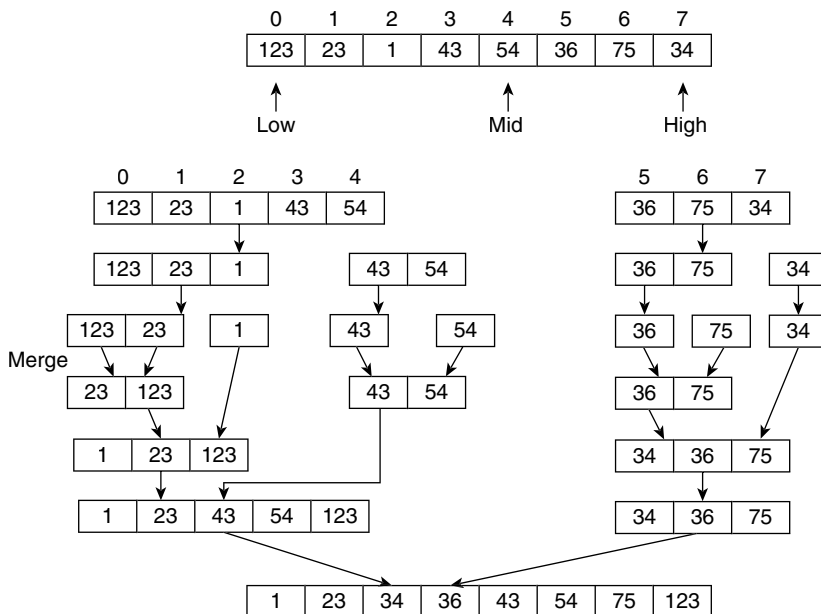 0 1 2 3 4 5 6 7
123 23 1 43 54 36 75 34
Low Mid High
0 1 2 3 4 5 6 7
123 23 1 43 54 36 75 34
123 23 1 43 54 36 75 34
123 23 1 43 54 36 75 34
Merge
23 123 43 54 36 75
1 23 123 34 36 75
1 23 43 54 123 34 36 75
1 23 34 36 43 54 75 123